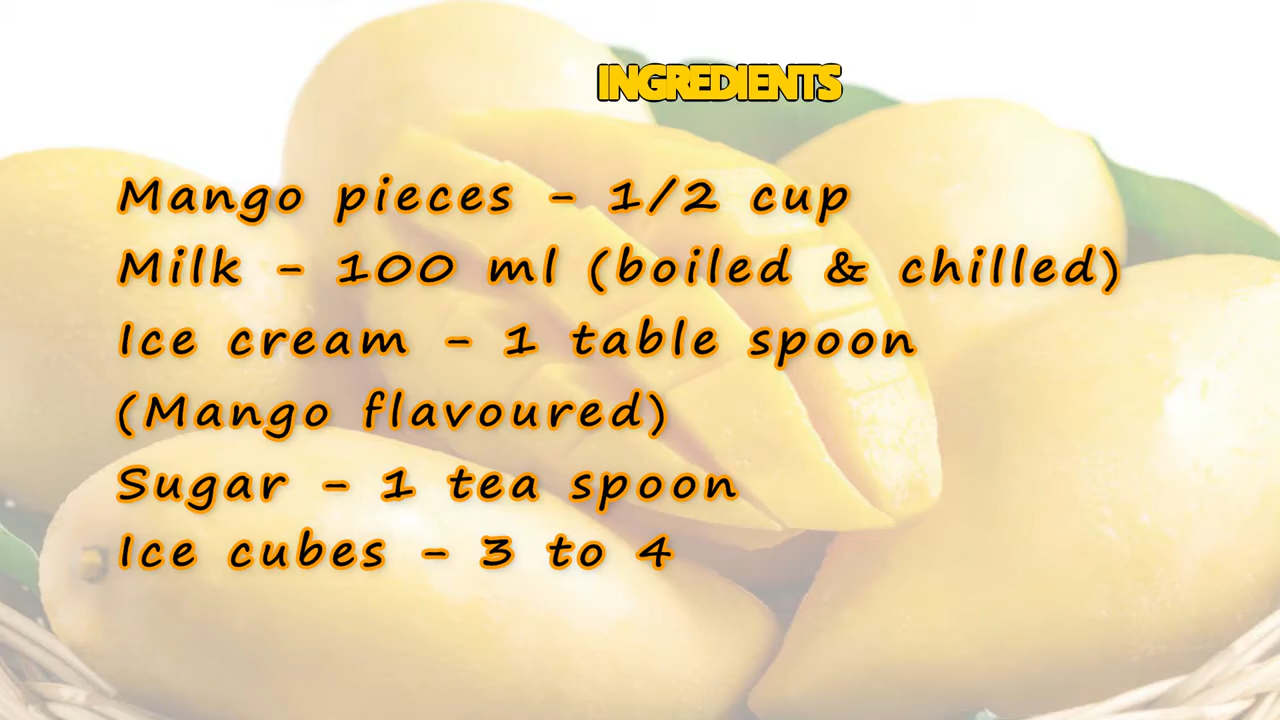 INGREDIENTS
Mango pieces - 1/2 cup
Milk - 100 ml (boiled & chilled)
Ice cream - 1 table spoon
(Mango flavoured)
Sugar - 1 tea spoon
Ice cubes - 3 to 4